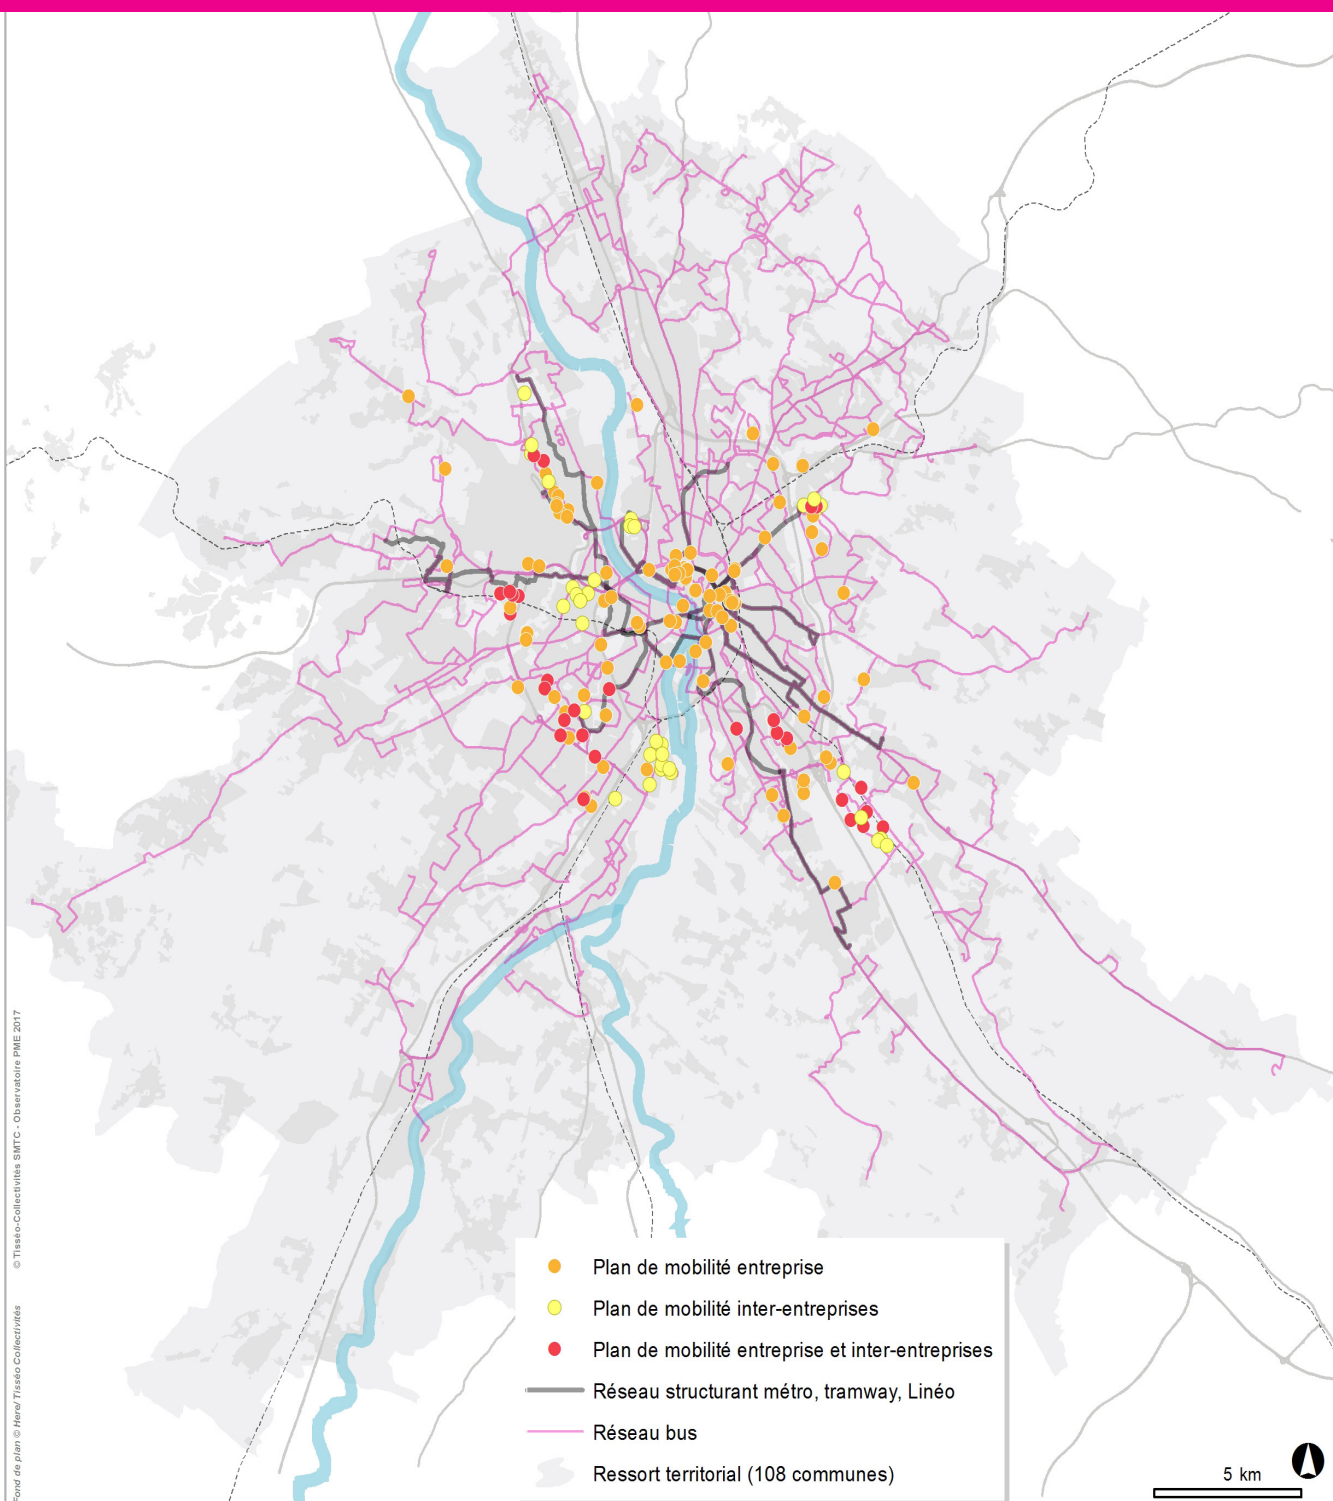 Plan de mobilité entreprise
Plan de mobilité inter-entreprises
Plan de mobilité entreprise et inter-entreprises
Réseau structurant métro, tramway, Linéo
Réseau bus
Ressort territorial (108 communes)
5 km
© Tisséo-Collectivités SMTC - Observatoire PME 2017
Fond de plan © Here/ Tisséo Collectivités